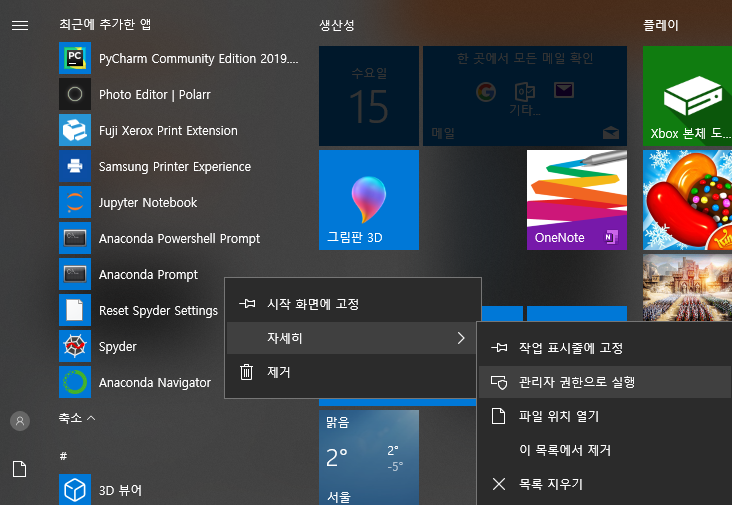 최근에 추가한 앱
PyCharm Community Edition 2019....
Photo Editor | Polarr
Fuji Xerox Print Extension
Samsung Printer Experience
Jupyter Notebook
Anaconda Powershell Prompt
Anaconda Prompt
Reset Spyder Settings
Spyder
Anaconda Navigator
축소
#
3D 뷰어
생산성
수요일
15
한 곳에서 모든 메일 확인
기타...
메일
그림판 3D
OneNote
맑음
2°
2°
-5°
서울
플레이
Xbox 본체 도...
시작 화면에 고정
자세히
제거
작업 표시줄에 고정
관리자 권한으로 실행
파일 위치 열기
이 목록에서 제거
목록 지우기